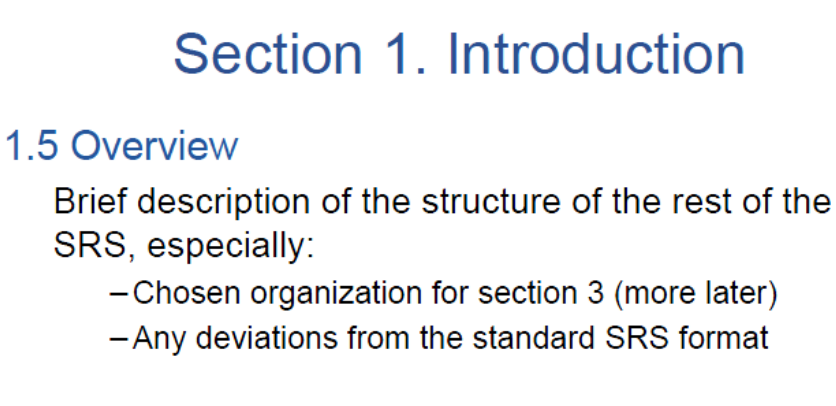 Section 1. Introduction
1.5 Overview
Brief description of the structure of the rest of the
SRS, especially:
–Chosen organization for section 3 (more later)
–Any deviations from the standard SRS format